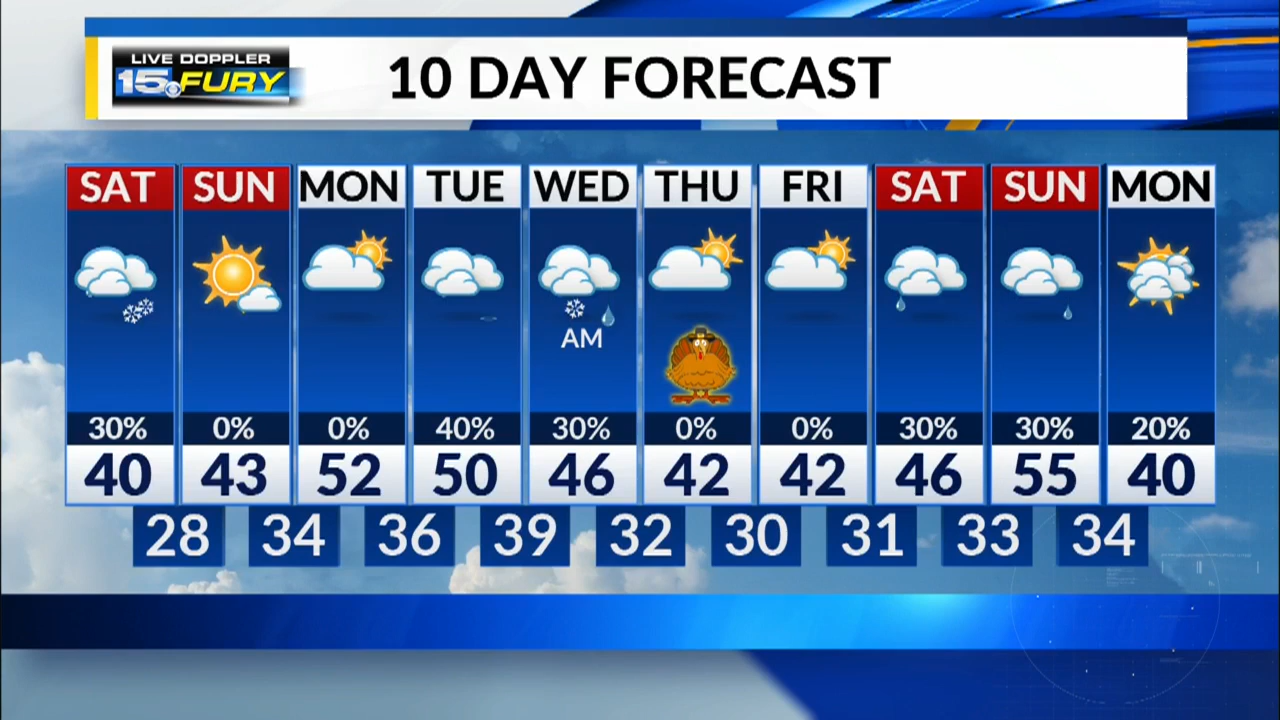 LIVE DOPPLER
15 FURY
10 DAY FORECAST
SAT SUN MON TUE WED THU FRI SAT SUN MON
AM
30% 0% 0% 40% 30% 0% 0% 30% 30% 20%
40 43 52 50 46 42 42 46 55 40
28 34 36 39 32 30 31 33 34